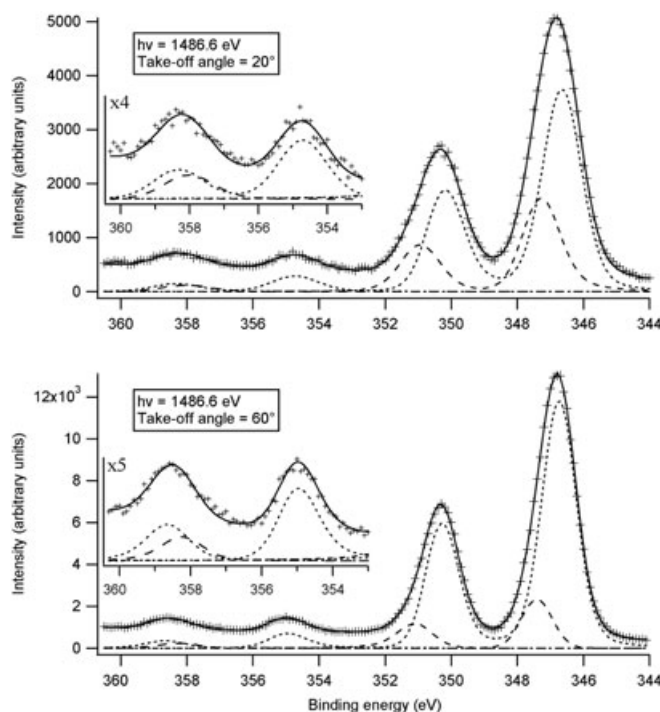 5000
4000
3000
2000
1000
0
Intensity (arbitrary units)
hν = 1486.6 eV
Take-off angle = 20°
x4
360 358 356 354
360 358 356 354 352 350 348 346 344
12x10³
10
8
6
4
2
0
Intensity (arbitrary units)
hν = 1486.6 eV
Take-off angle = 60°
x5
360 358 356 354
360 358 356 354 352 350 348 346 344
Binding energy (eV)